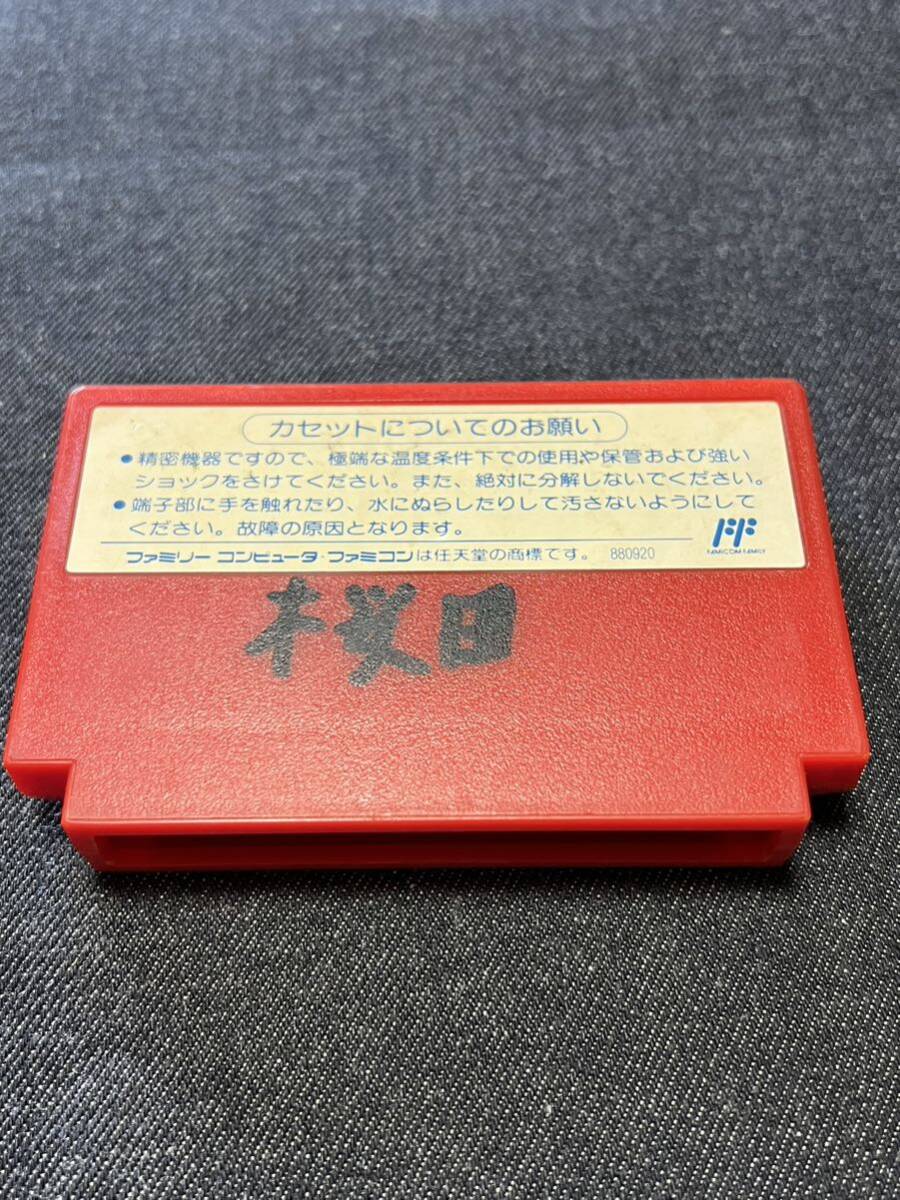 カセットについてのお願い
●精密機器ですので、極端な温度条件下での使用や保管および強い
ショックをさけてください。また、絶対に分解しないでください。
●端子部に手を触れたり、水にぬらしたりして汚さないようにして
ください。故障の原因となります。
FAMICOM FAMILY
ファミリー コンピュータ・ファミコンは任天堂の商標です。 880920